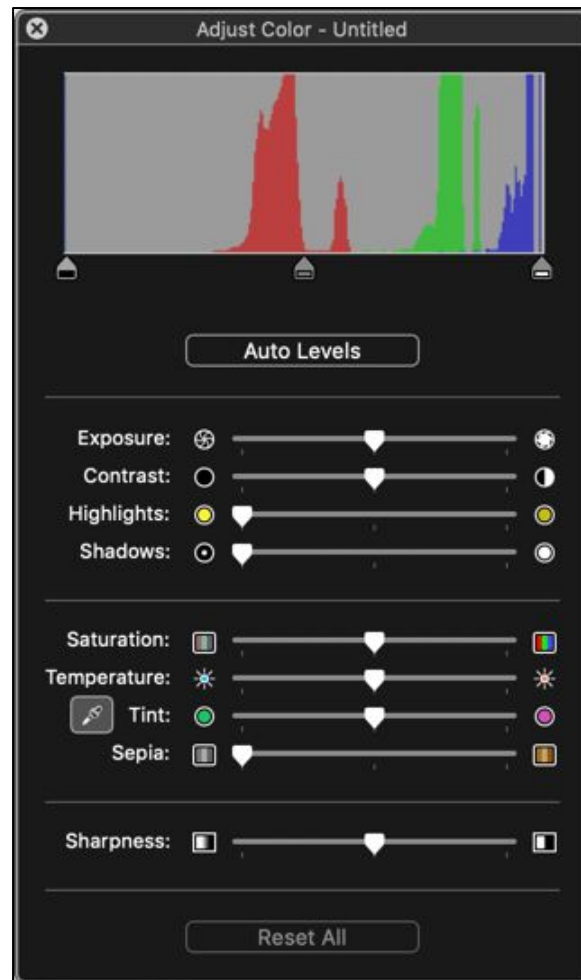 Adjust Color - Untitled
Auto Levels
Exposure:
Contrast:
Highlights:
Shadows:
Saturation:
Temperature:
Tint:
Sepia:
Sharpness:
Reset All